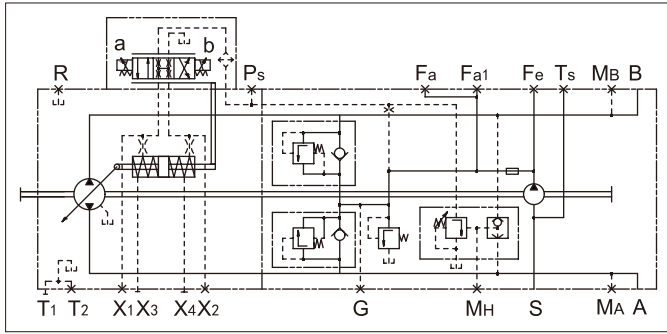 a b
R Ps Fa Fa1 Fe Ts MB B
T1 T2 X1 X3 X4 X2 G MH S MA A